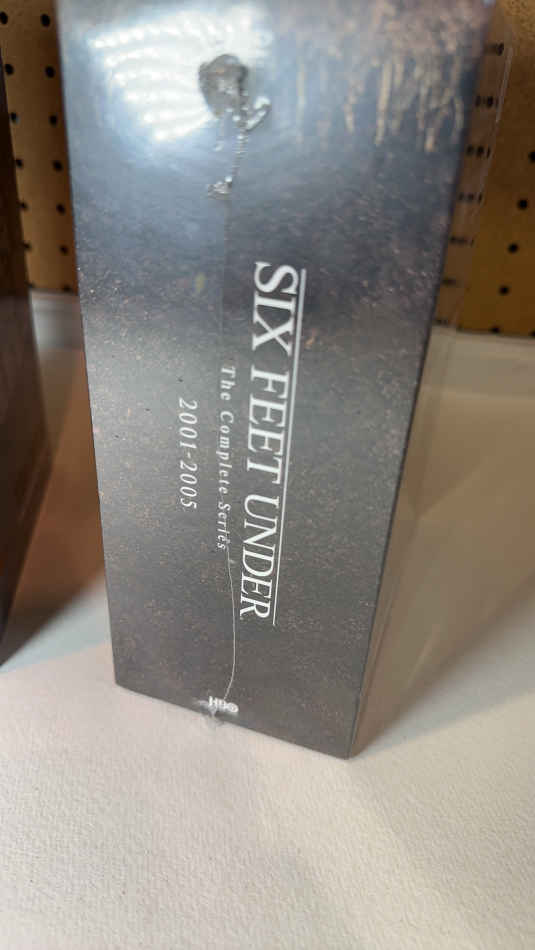 SIX FEET UNDER
The Complete Series
2001-2005
HBO